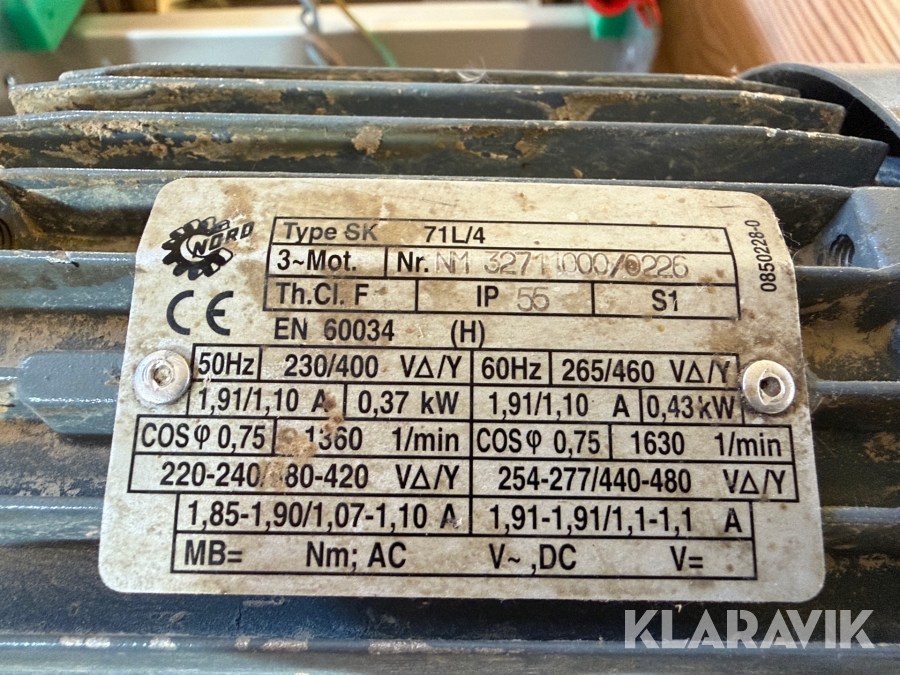 NORD
Type SK 71L/4
3~Mot. Nr. NM 32711000/0226
Th.Cl. F IP 55 S1
EN 60034 (H)
50Hz 230/400 VΔ/Y 60Hz 265/460 VΔ/Y
1,91/1,10 A 0,37 kW 1,91/1,10 A 0,43 kW
COS φ 0,75 1360 1/min COS φ 0,75 1630 1/min
220-240/380-420 VΔ/Y 254-277/440-480 VΔ/Y
1,85-1,90/1,07-1,10 A 1,91-1,91/1,1-1,1 A
MB= Nm; AC V~ ,DC V=
0850228-0
CE
KLARAVIK